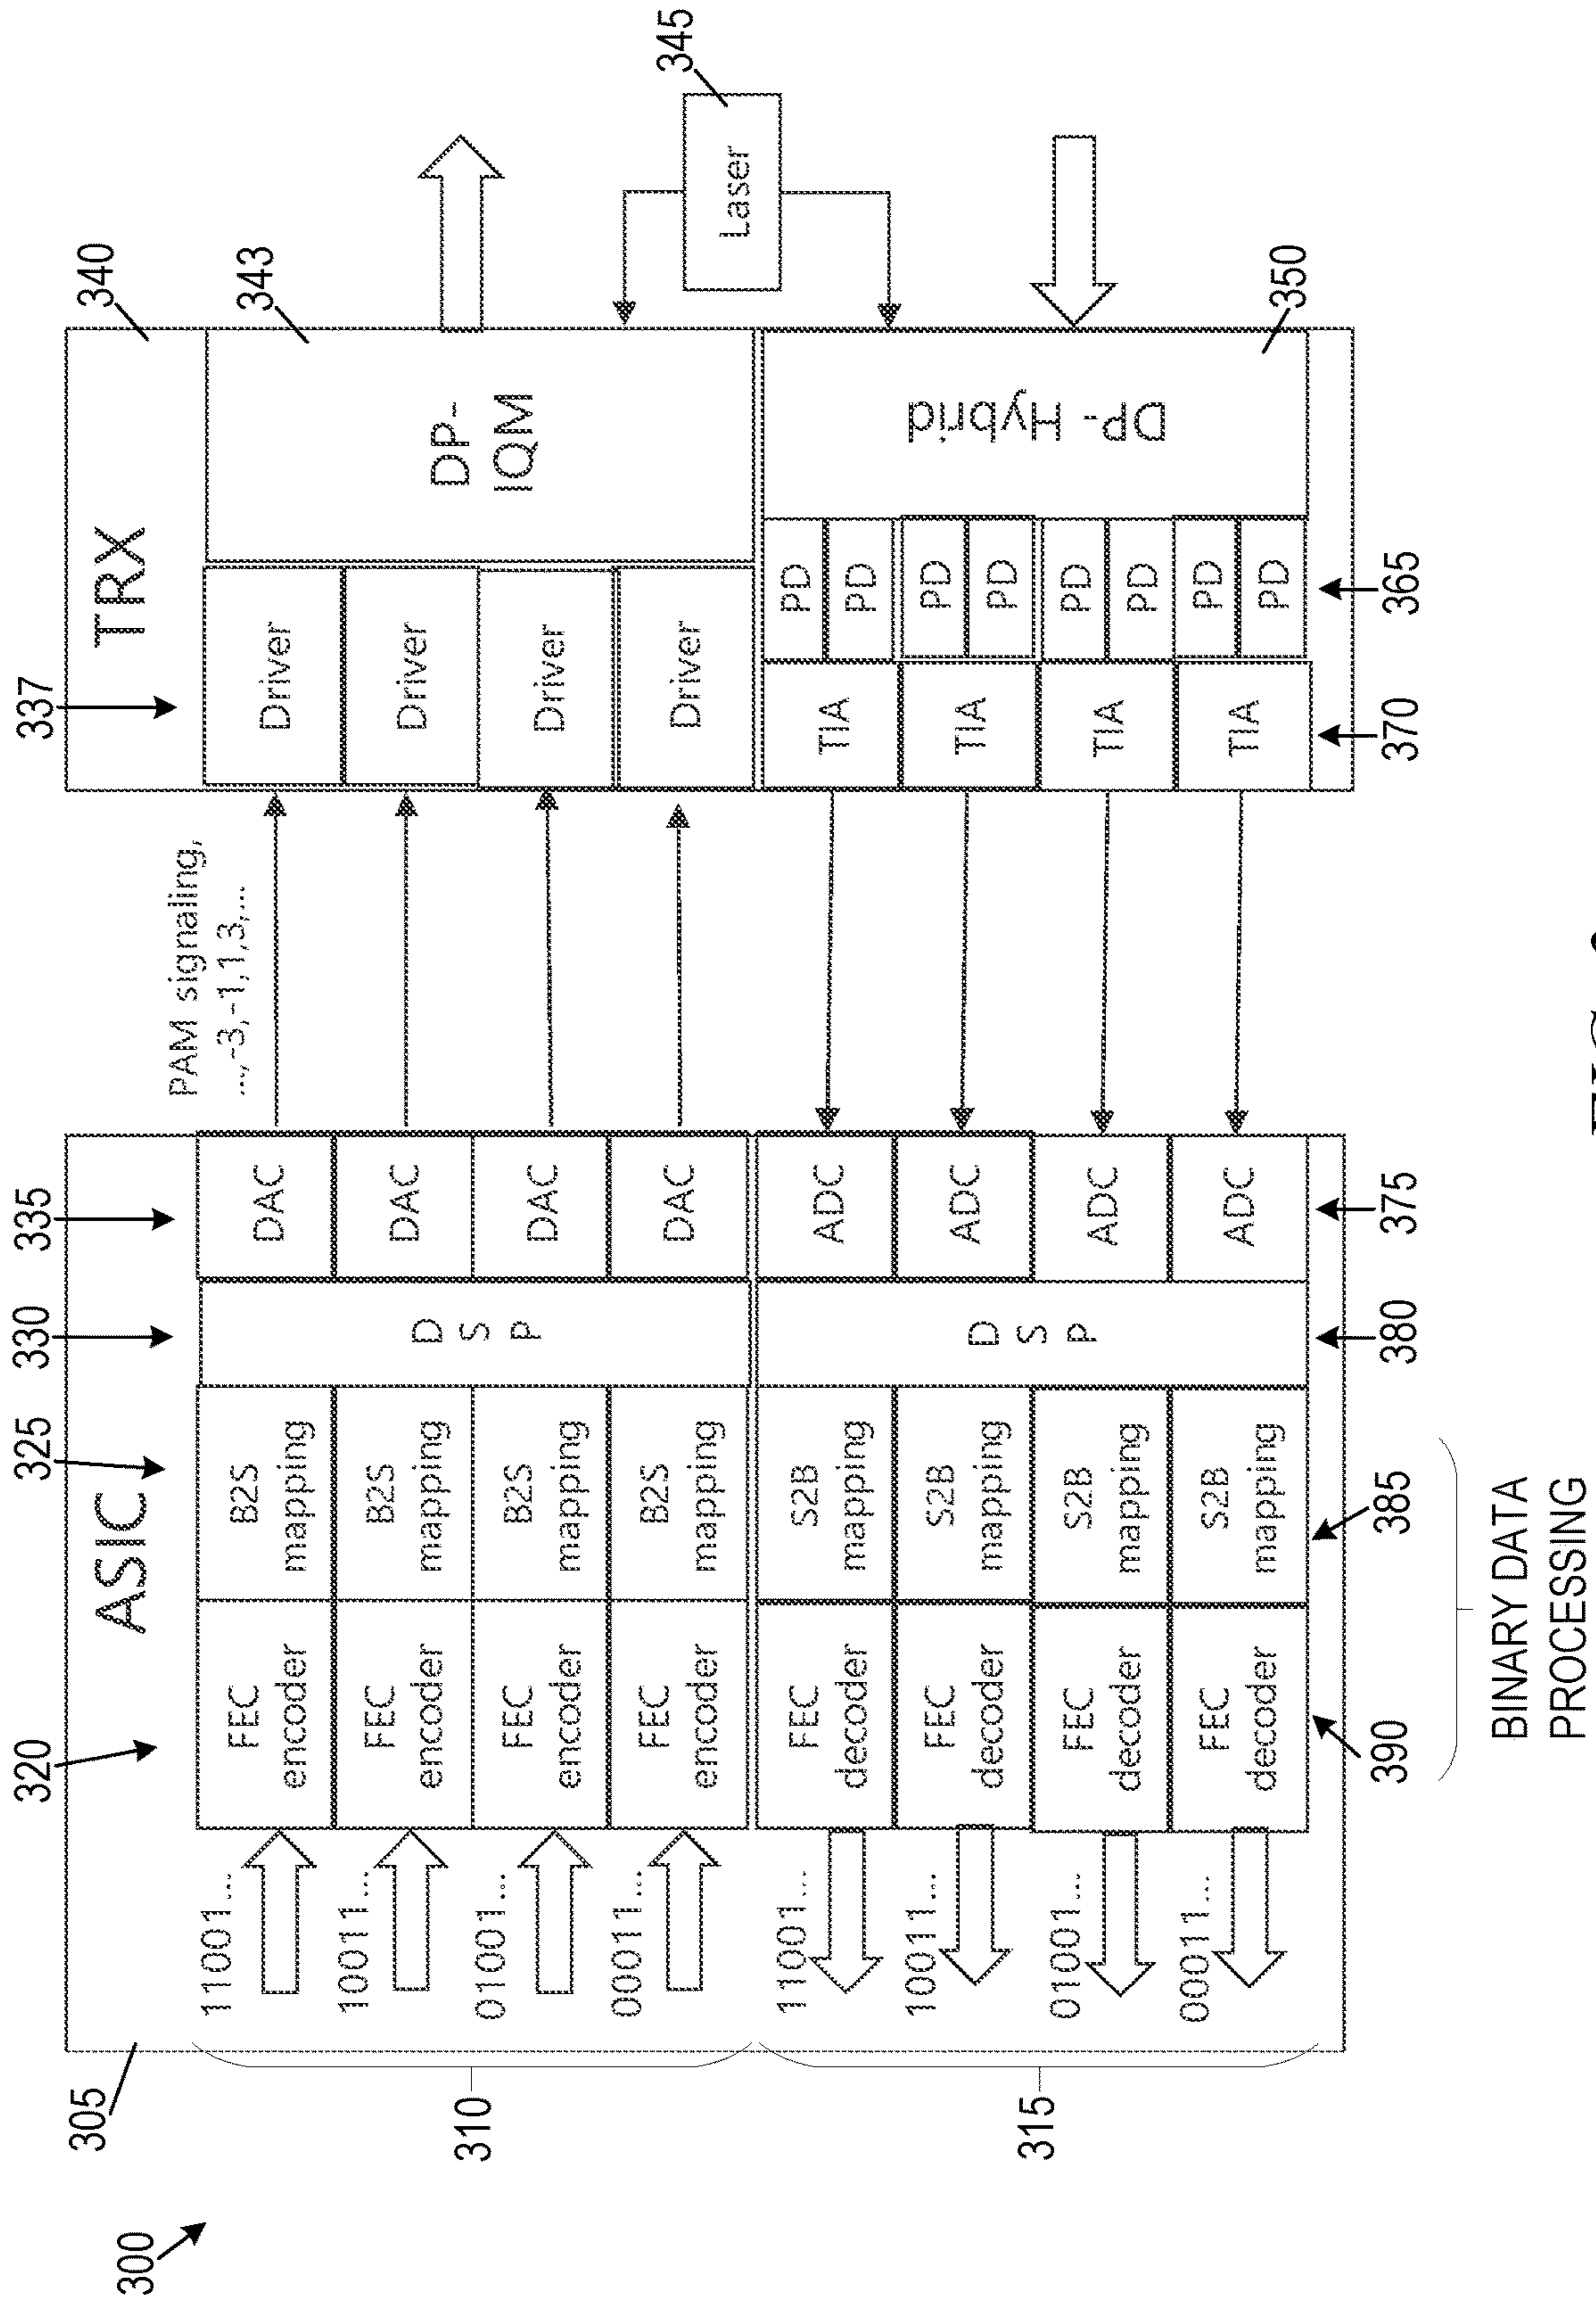 300
305
320
325
330
335
337
340
343
345
ASIC
TRX
310
11001...
FEC
encoder
B2S
mapping
DAC
PAM signaling,
...,-3,-1,1,3,...
Driver
10011...
FEC
encoder
B2S
mapping
DAC
Driver
01001...
FEC
encoder
B2S
mapping
DAC
Driver
00011...
FEC
encoder
B2S
mapping
DAC
Driver
D
S
P
DP-
IQM
Laser
315
11001...
FEC
decoder
S2B
mapping
ADC
TIA
PD
PD
10011...
FEC
decoder
S2B
mapping
ADC
TIA
PD
PD
01001...
FEC
decoder
S2B
mapping
ADC
TIA
PD
PD
00011...
FEC
decoder
S2B
mapping
ADC
TIA
PD
PD
D
S
P
DP- Hybrid
350
390
385
380
375
370
365
BINARY DATA
PROCESSING